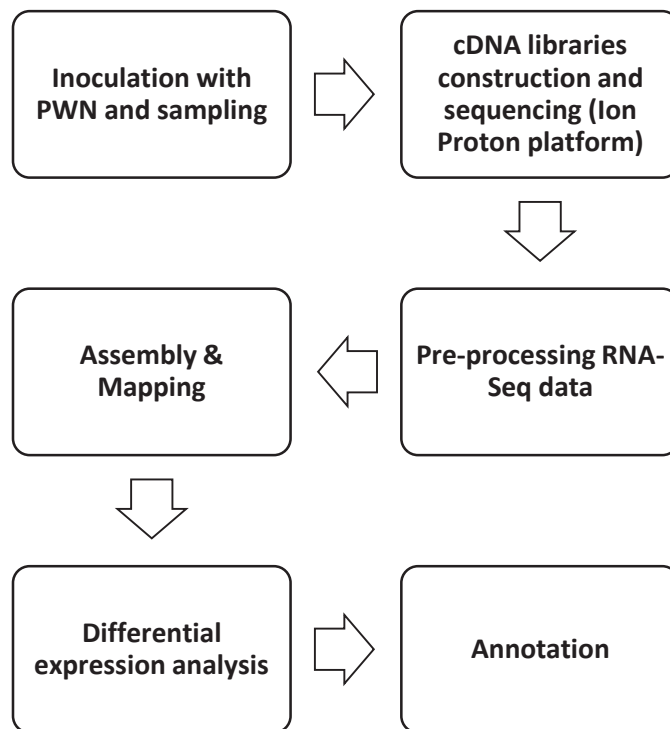 Inoculation with
PWN and sampling
cDNA libraries
construction and
sequencing (Ion
Proton platform)
Pre-processing RNA-
Seq data
Assembly &
Mapping
Differential
expression analysis
Annotation